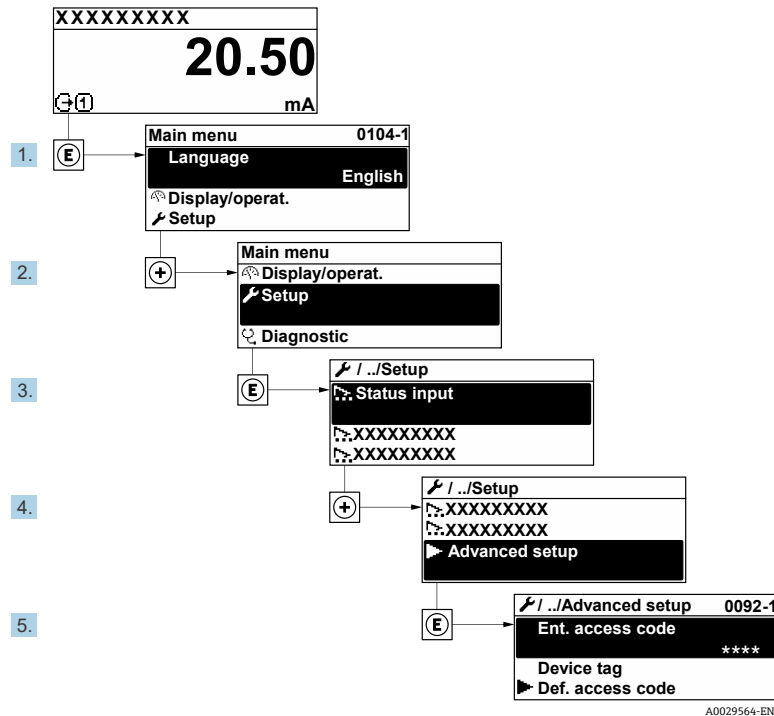 XXXXXXXXX
20.50
1 mA
1. E Main menu 0104-1
Language
English
Display/operat.
Setup
2. + Main menu
Display/operat.
Setup
Diagnostic
3. E / ../Setup
Status input
XXXXXXXXX
XXXXXXXXX
4. + / ../Setup
XXXXXXXXX
XXXXXXXXX
Advanced setup
5. E / ../Advanced setup 0092-1
Ent. access code
****
Device tag
Def. access code
A0029564-EN